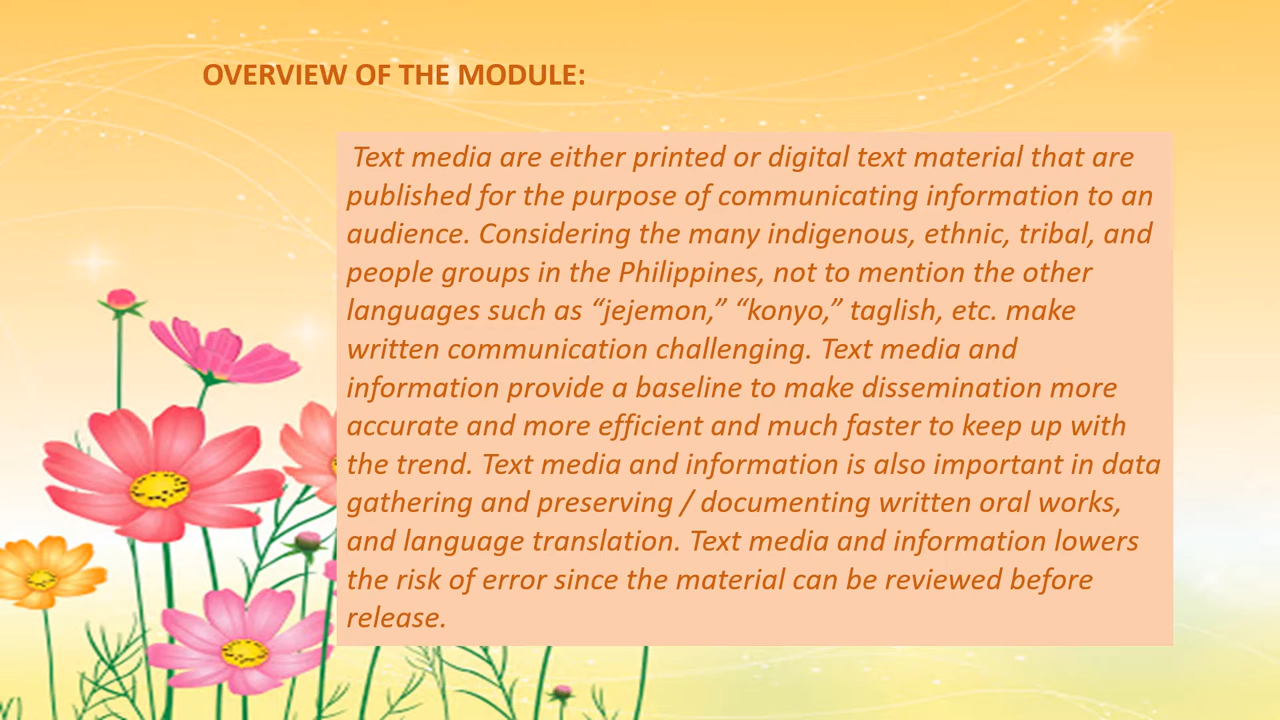 OVERVIEW OF THE MODULE:
Text media are either printed or digital text material that are
published for the purpose of communicating information to an
audience. Considering the many indigenous, ethnic, tribal, and
people groups in the Philippines, not to mention the other
languages such as “jejemon,” “konyo,” taglish, etc. make
written communication challenging. Text media and
information provide a baseline to make dissemination more
accurate and more efficient and much faster to keep up with
the trend. Text media and information is also important in data
gathering and preserving / documenting written oral works,
and language translation. Text media and information lowers
the risk of error since the material can be reviewed before
release.